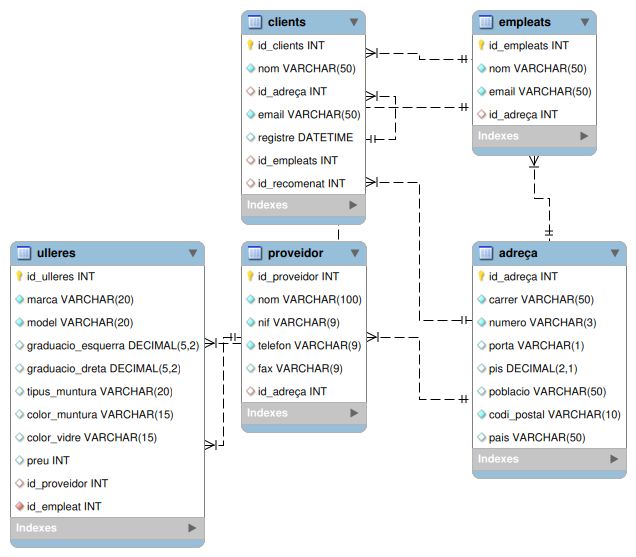 clients
id_clients INT
nom VARCHAR(50)
id_adreça INT
email VARCHAR(50)
registre DATETIME
id_empleats INT
id_recomenat INT
Indexes
empleats
id_empleats INT
nom VARCHAR(50)
email VARCHAR(50)
id_adreça INT
Indexes
ulleres
id_ulleres INT
marca VARCHAR(20)
model VARCHAR(20)
graduacio_esquerra DECIMAL(5,2)
graduacio_dreta DECIMAL(5,2)
tipus_muntura VARCHAR(20)
color_muntura VARCHAR(15)
color_vidre VARCHAR(15)
preu INT
id_proveidor INT
id_empleat INT
Indexes
proveidor
id_proveidor INT
nom VARCHAR(100)
nif VARCHAR(9)
telefon VARCHAR(9)
fax VARCHAR(9)
id_adreça INT
Indexes
adreça
id_adreça INT
carrer VARCHAR(50)
numero VARCHAR(3)
porta VARCHAR(1)
pis DECIMAL(2,1)
poblacio VARCHAR(50)
codi_postal VARCHAR(10)
pais VARCHAR(50)
Indexes